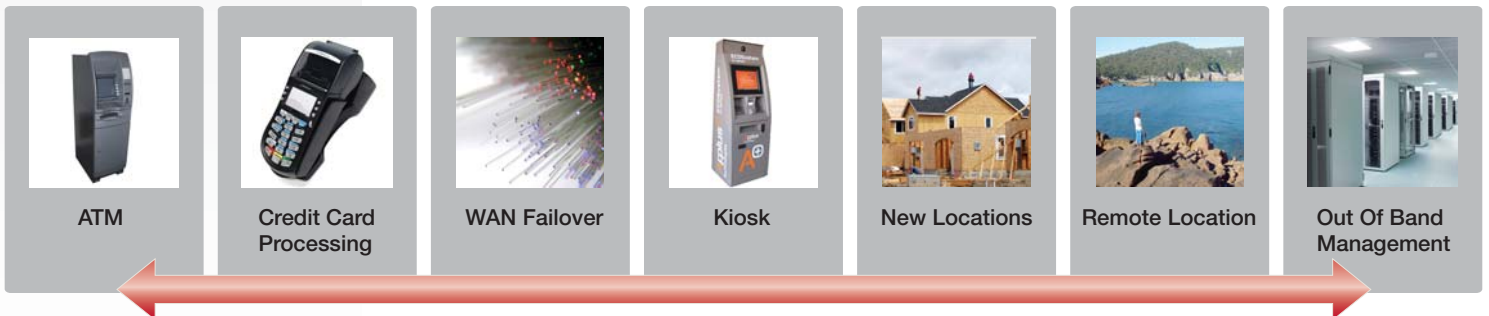 ATM
Credit Card
Processing
WAN Failover
Kiosk
New Locations
Remote Location
Out Of Band
Management